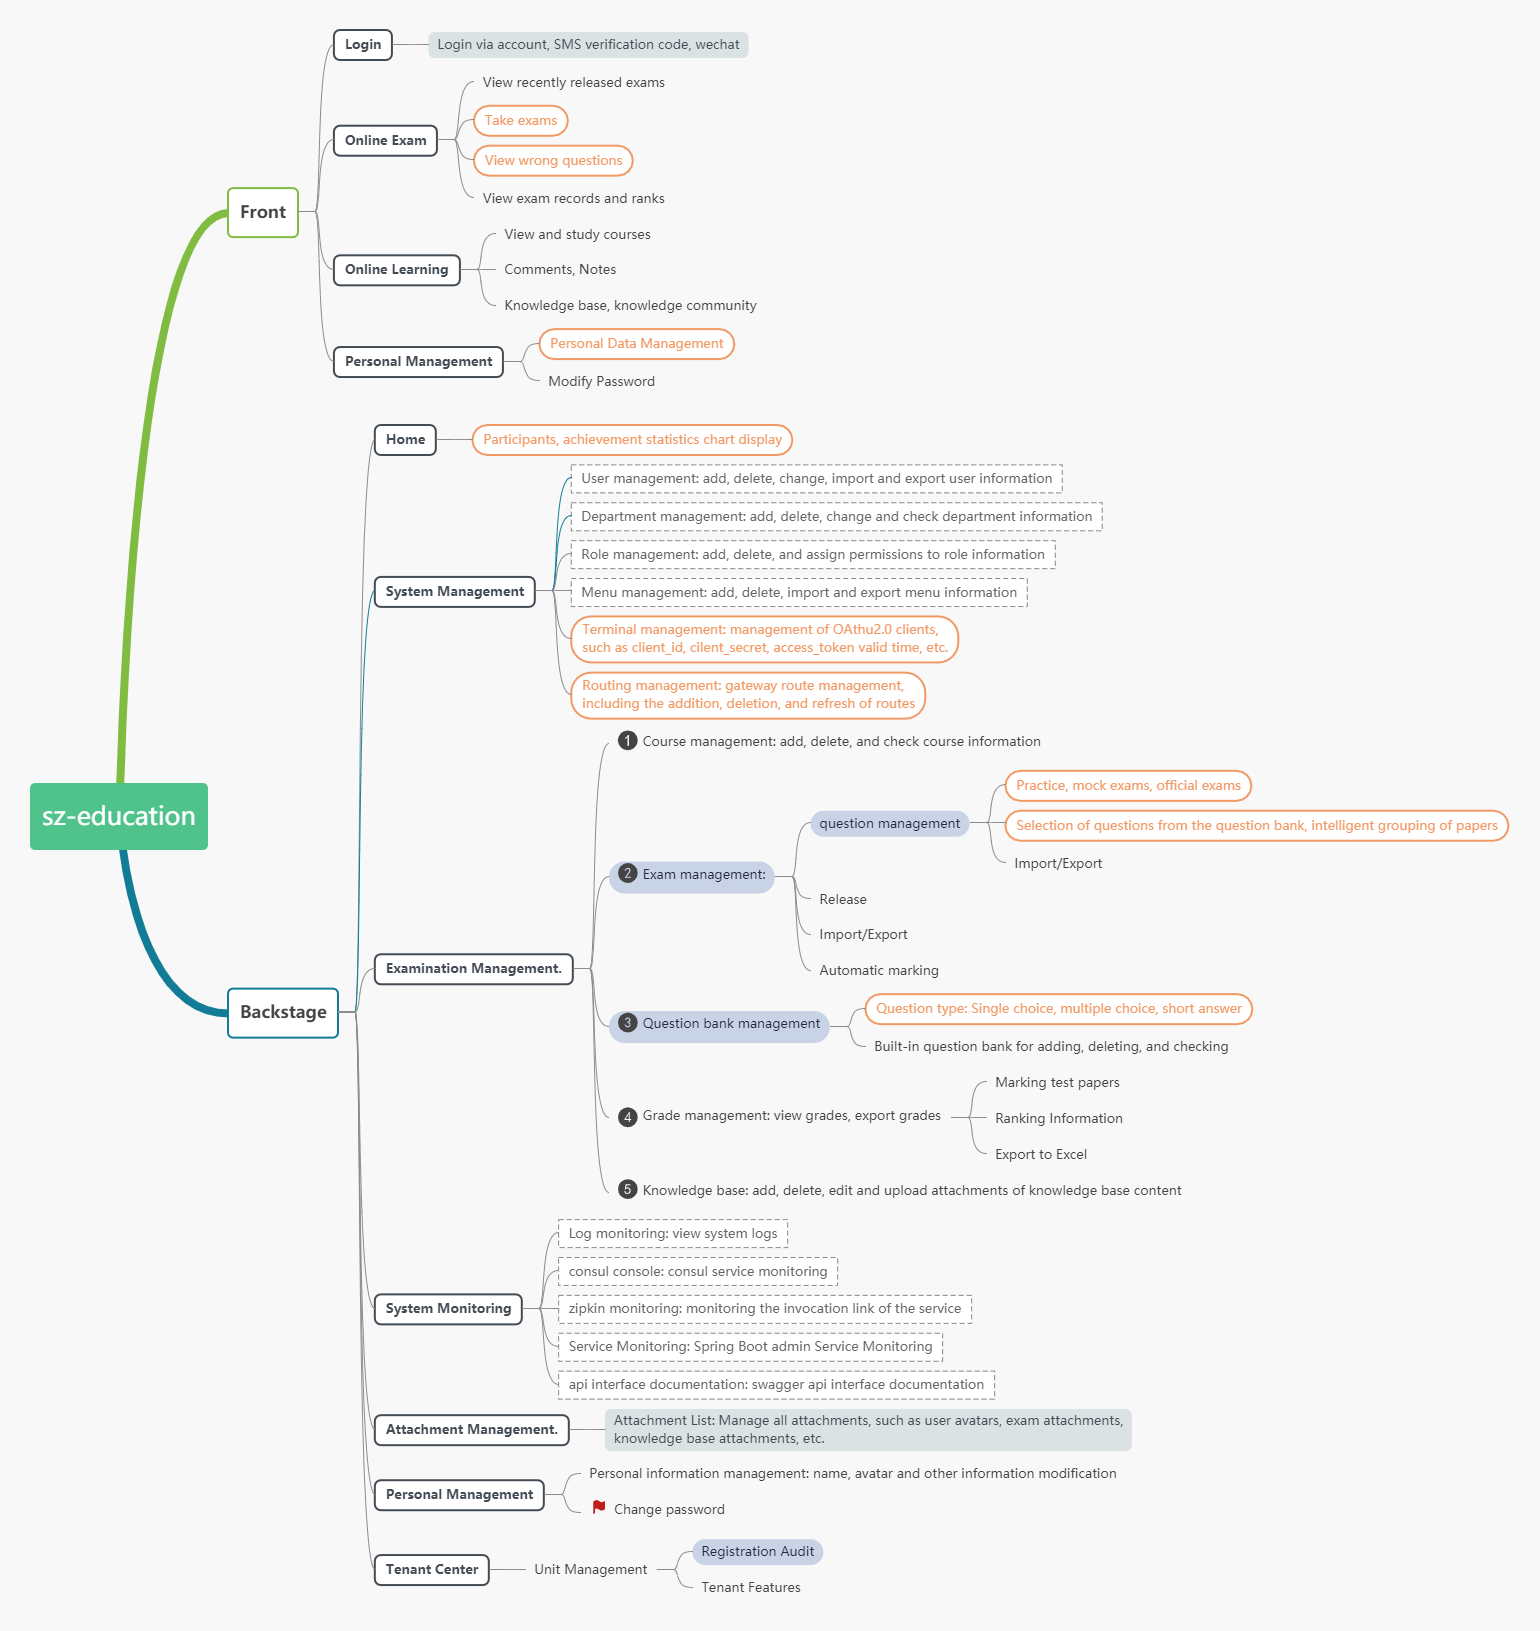 sz-education
Front
Login
Login via account, SMS verification code, wechat
Online Exam
View recently released exams
Take exams
View wrong questions
View exam records and ranks
Online Learning
View and study courses
Comments, Notes
Knowledge base, knowledge community
Personal Management
Personal Data Management
Modify Password
Backstage
Home
Participants, achievement statistics chart display
System Management
User management: add, delete, change, import and export user information
Department management: add, delete, change and check department information
Role management: add, delete, and assign permissions to role information
Menu management: add, delete, import and export menu information
Terminal management: management of OAthu2.0 clients,
such as client_id, cilent_secret, access_token valid time, etc.
Routing management: gateway route management,
including the addition, deletion, and refresh of routes
Examination Management.
1 Course management: add, delete, and check course information
2 Exam management:
question management
Practice, mock exams, official exams
Selection of questions from the question bank, intelligent grouping of papers
Import/Export
Release
Import/Export
Automatic marking
3 Question bank management
Question type: Single choice, multiple choice, short answer
Built-in question bank for adding, deleting, and checking
4 Grade management: view grades, export grades
Marking test papers
Ranking Information
Export to Excel
5 Knowledge base: add, delete, edit and upload attachments of knowledge base content
System Monitoring
Log monitoring: view system logs
consul console: consul service monitoring
zipkin monitoring: monitoring the invocation link of the service
Service Monitoring: Spring Boot admin Service Monitoring
api interface documentation: swagger api interface documentation
Attachment Management.
Attachment List: Manage all attachments, such as user avatars, exam attachments,
knowledge base attachments, etc.
Personal Management
Personal information management: name, avatar and other information modification
Change password
Tenant Center
Unit Management
Registration Audit
Tenant Features